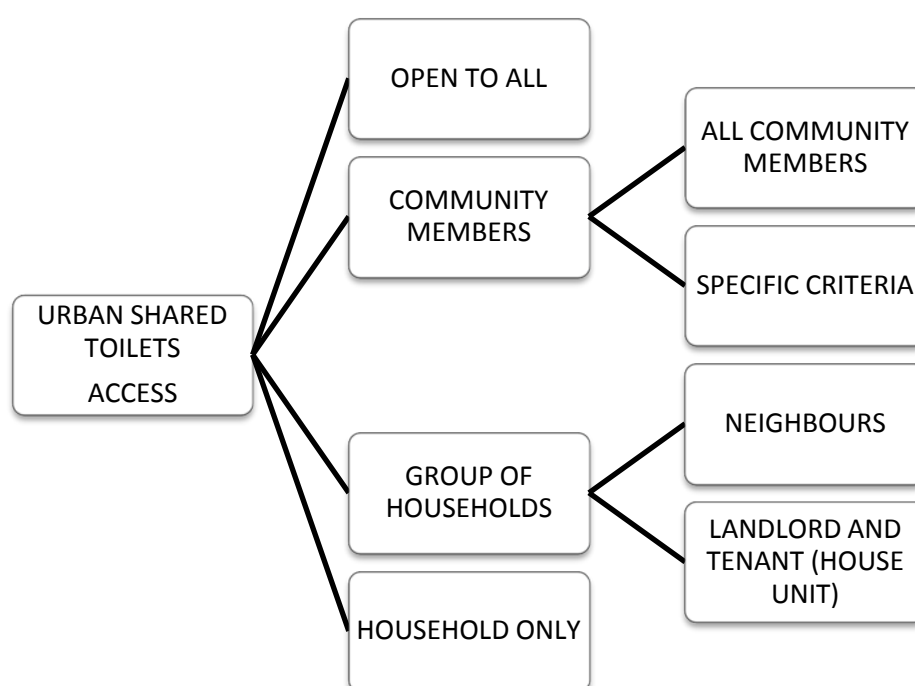 URBAN SHARED
TOILETS
ACCESS
OPEN TO ALL
COMMUNITY
MEMBERS
ALL COMMUNITY
MEMBERS
SPECIFIC CRITERIA
GROUP OF
HOUSEHOLDS
NEIGHBOURS
LANDLORD AND
TENANT (HOUSE
UNIT)
HOUSEHOLD ONLY